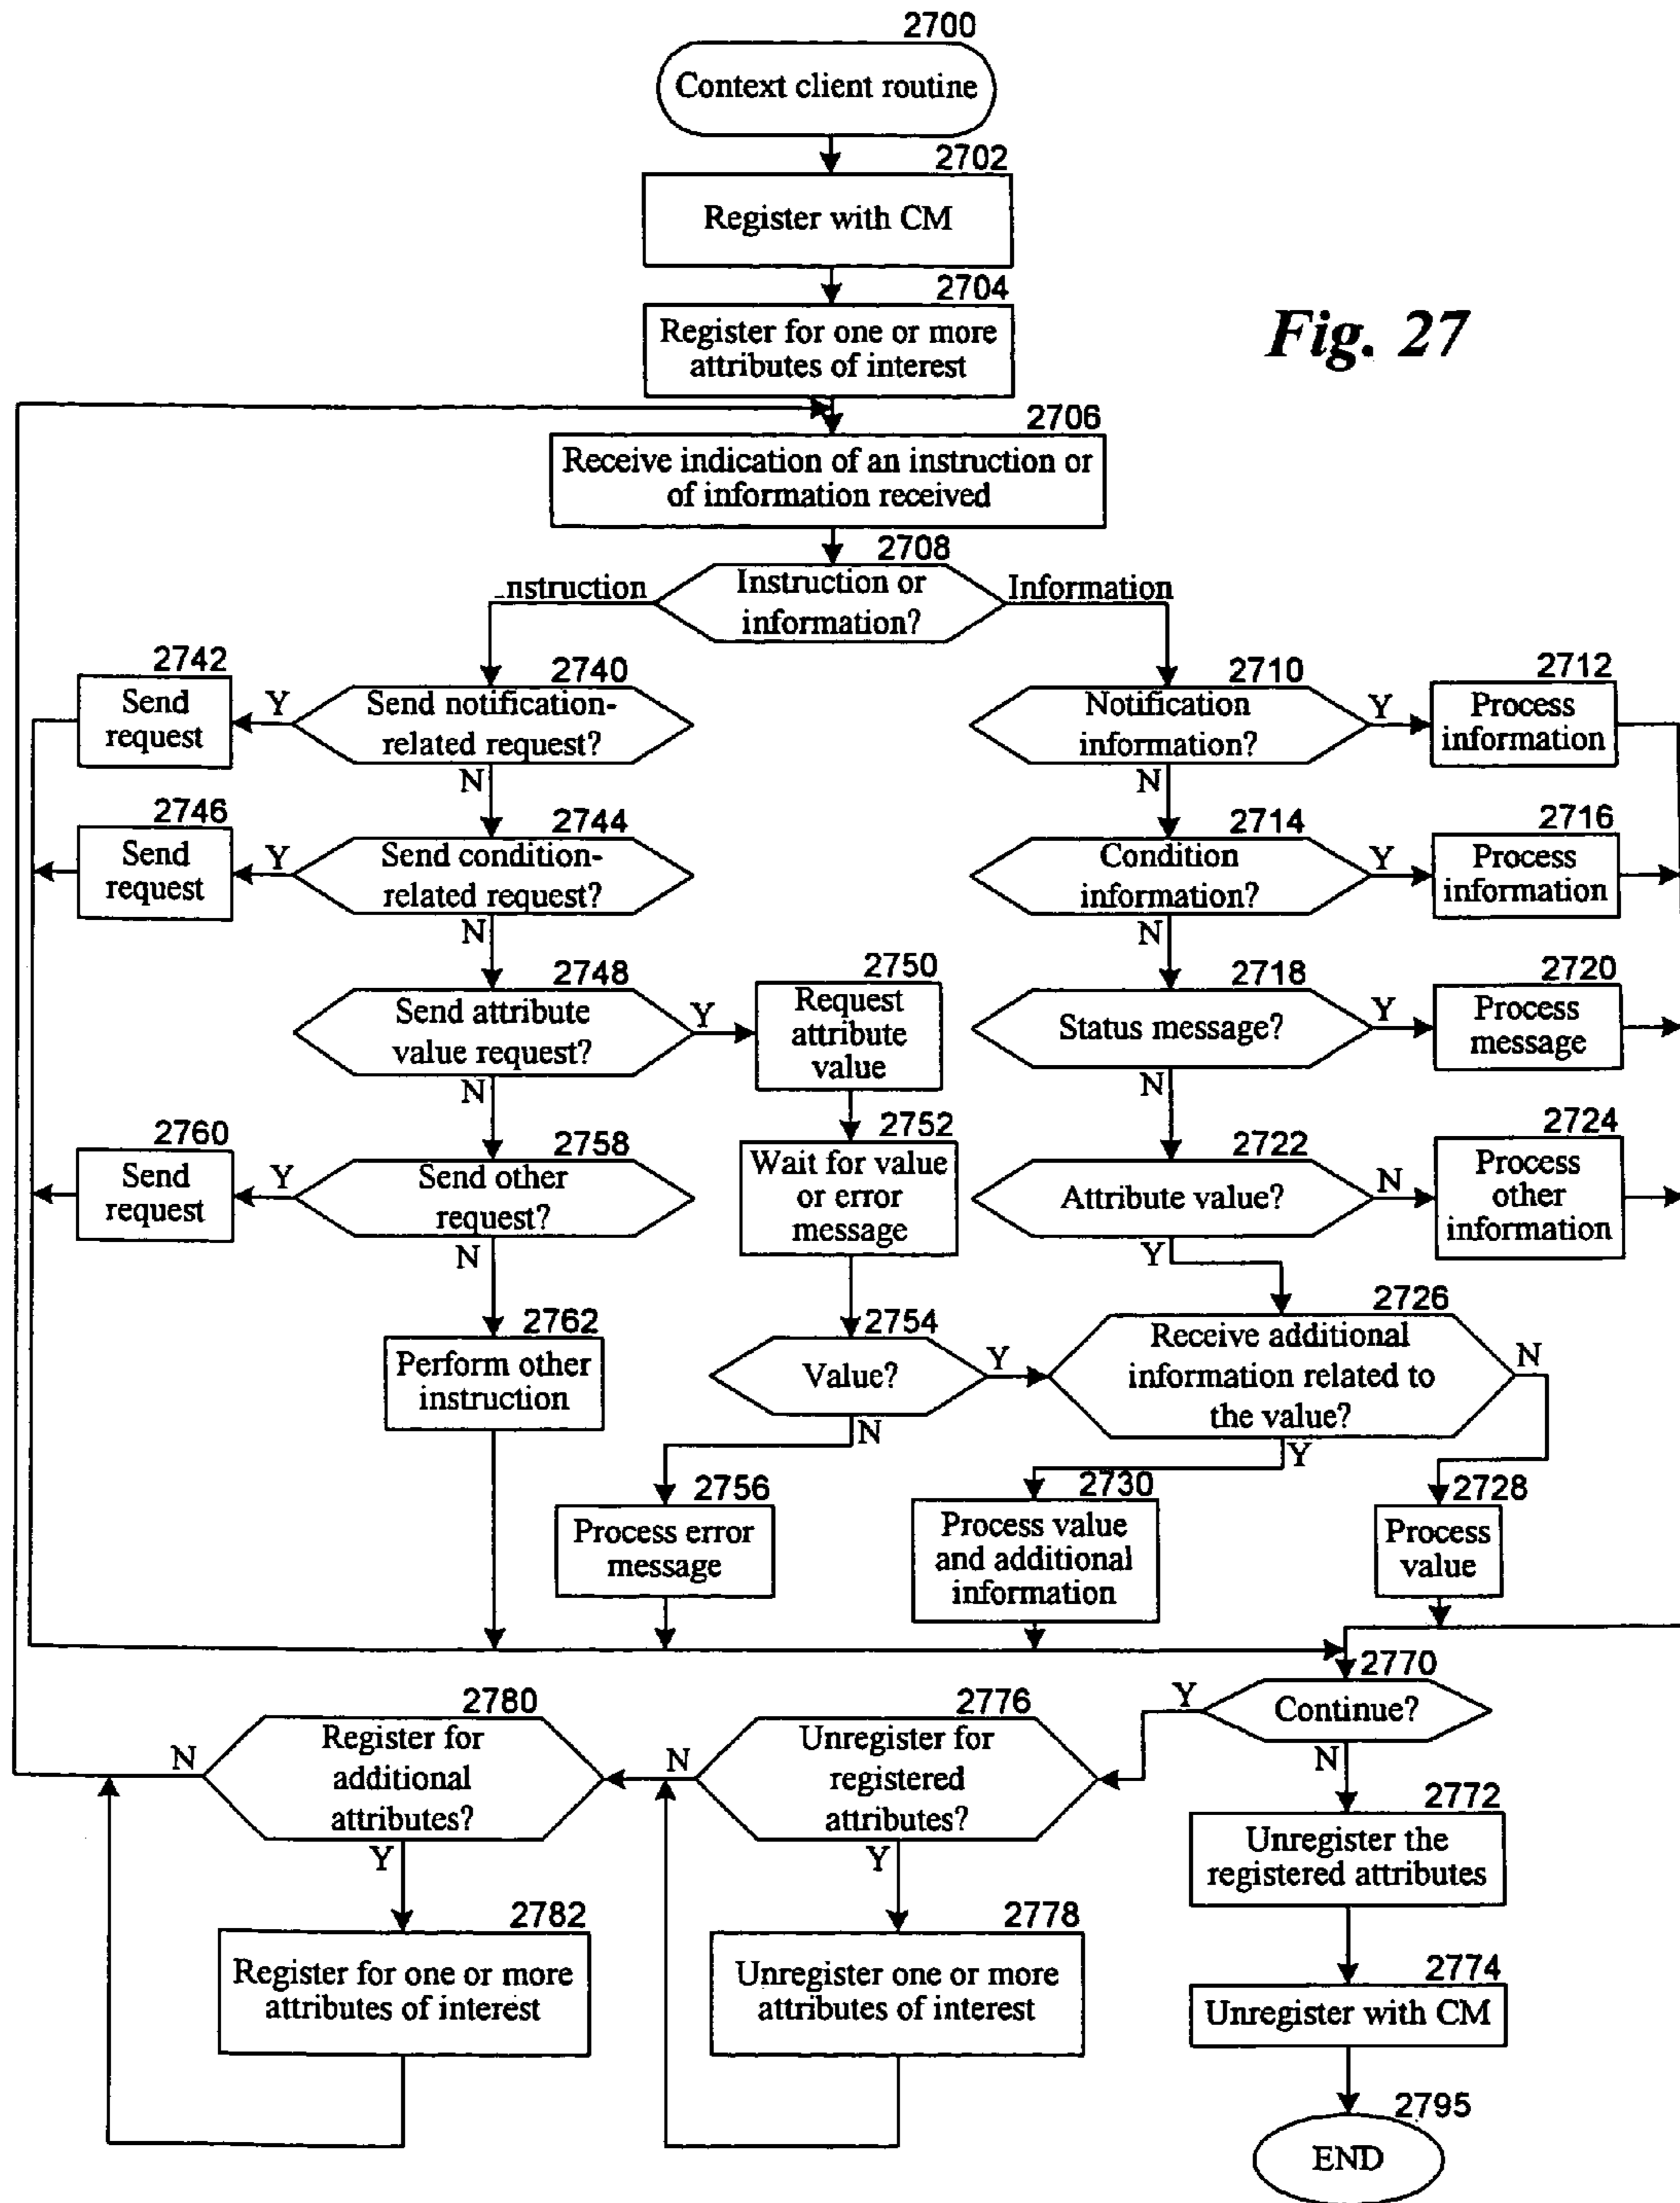 2700
Context client routine
2702
Register with CM
2704
Register for one or more
attributes of interest
Fig. 27
2706
Receive indication of an instruction or
of information received
2708
Instruction or
information?
nstruction
Information
2742
Send
request
Y
2740
Send notification-
related request?
N
2710
Notification
information?
Y
N
2712
Process
information
2746
Send
request
Y
2744
Send condition-
related request?
N
2714
Condition
information?
Y
N
2716
Process
information
2748
Send attribute
value request?
Y
N
2750
Request
attribute
value
2718
Status message?
Y
N
2720
Process
message
2760
Send
request
Y
2758
Send other
request?
N
2752
Wait for value
or error
message
2722
Attribute value?
N
Y
2724
Process
other
information
2762
Perform other
instruction
2754
Value?
Y
N
2726
Receive additional
information related to
the value?
N
Y
2756
Process error
message
2730
Process value
and additional
information
2728
Process
value
2770
Continue?
Y
N
2780
Register for
additional
attributes?
N
Y
2776
Unregister for
registered
attributes?
N
Y
2772
Unregister the
registered attributes
2782
Register for one or more
attributes of interest
2778
Unregister one or more
attributes of interest
2774
Unregister with CM
2795
END